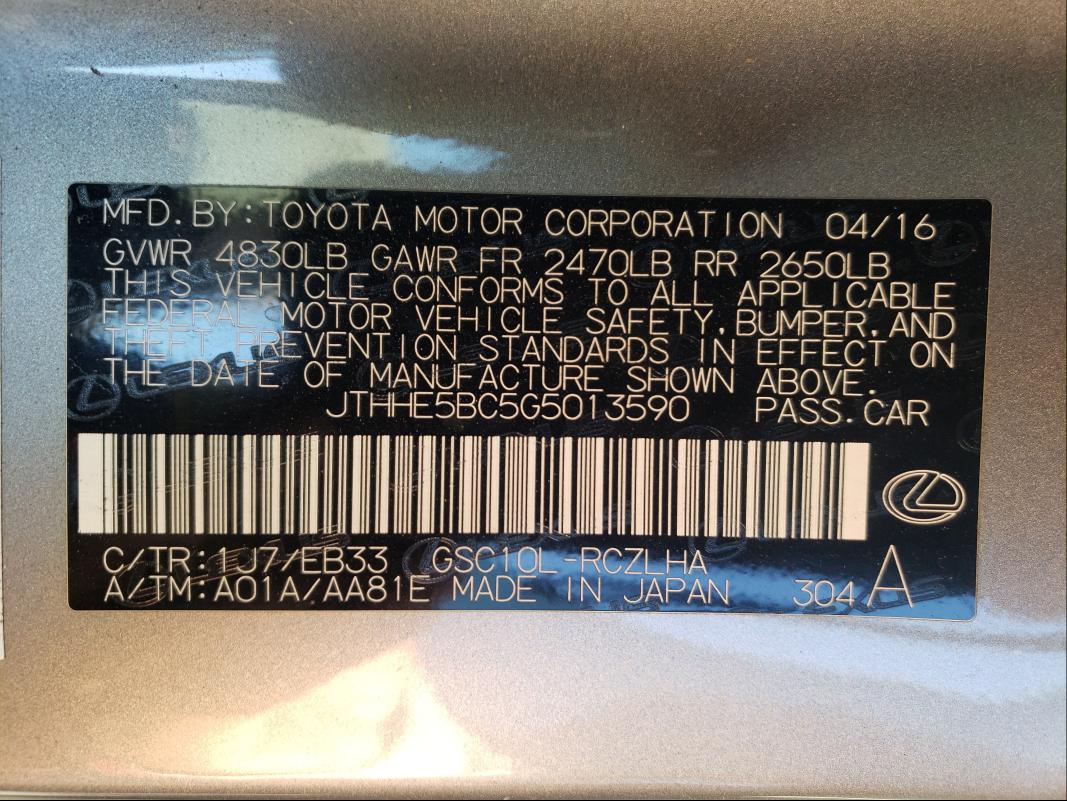 MFD. BY: TOYOTA MOTOR CORPORATION 04/16
GVWR 4830LB GAWR FR 2470LB RR 2650LB
THIS VEHICLE CONFORMS TO ALL APPLICABLE
FEDERAL MOTOR VEHICLE SAFETY, BUMPER, AND
THEFT PREVENTION STANDARDS IN EFFECT ON
THE DATE OF MANUFACTURE SHOWN ABOVE.
JTHHE5BC5G5013590 PASS. CAR
C/TR: 1J7/EB33 GSC10L-RCZLHA
A/TM: A01A/AA81E MADE IN JAPAN 304 A